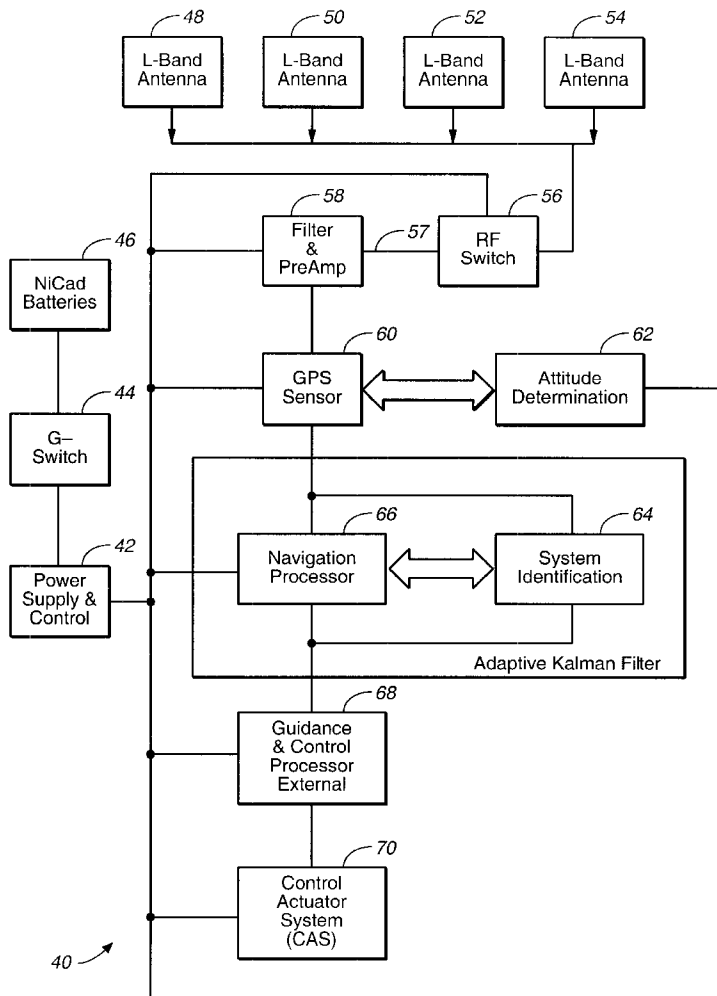 48
50
52
54
L-Band
Antenna
L-Band
Antenna
L-Band
Antenna
L-Band
Antenna
58
56
46
Filter
&
PreAmp
57
RF
Switch
NiCad
Batteries
60
62
44
GPS
Sensor
Attitude
Determination
G–
Switch
66
64
42
Navigation
Processor
System
Identification
Power
Supply &
Control
Adaptive Kalman Filter
68
Guidance
& Control
Processor
External
70
Control
Actuator
System
(CAS)
40